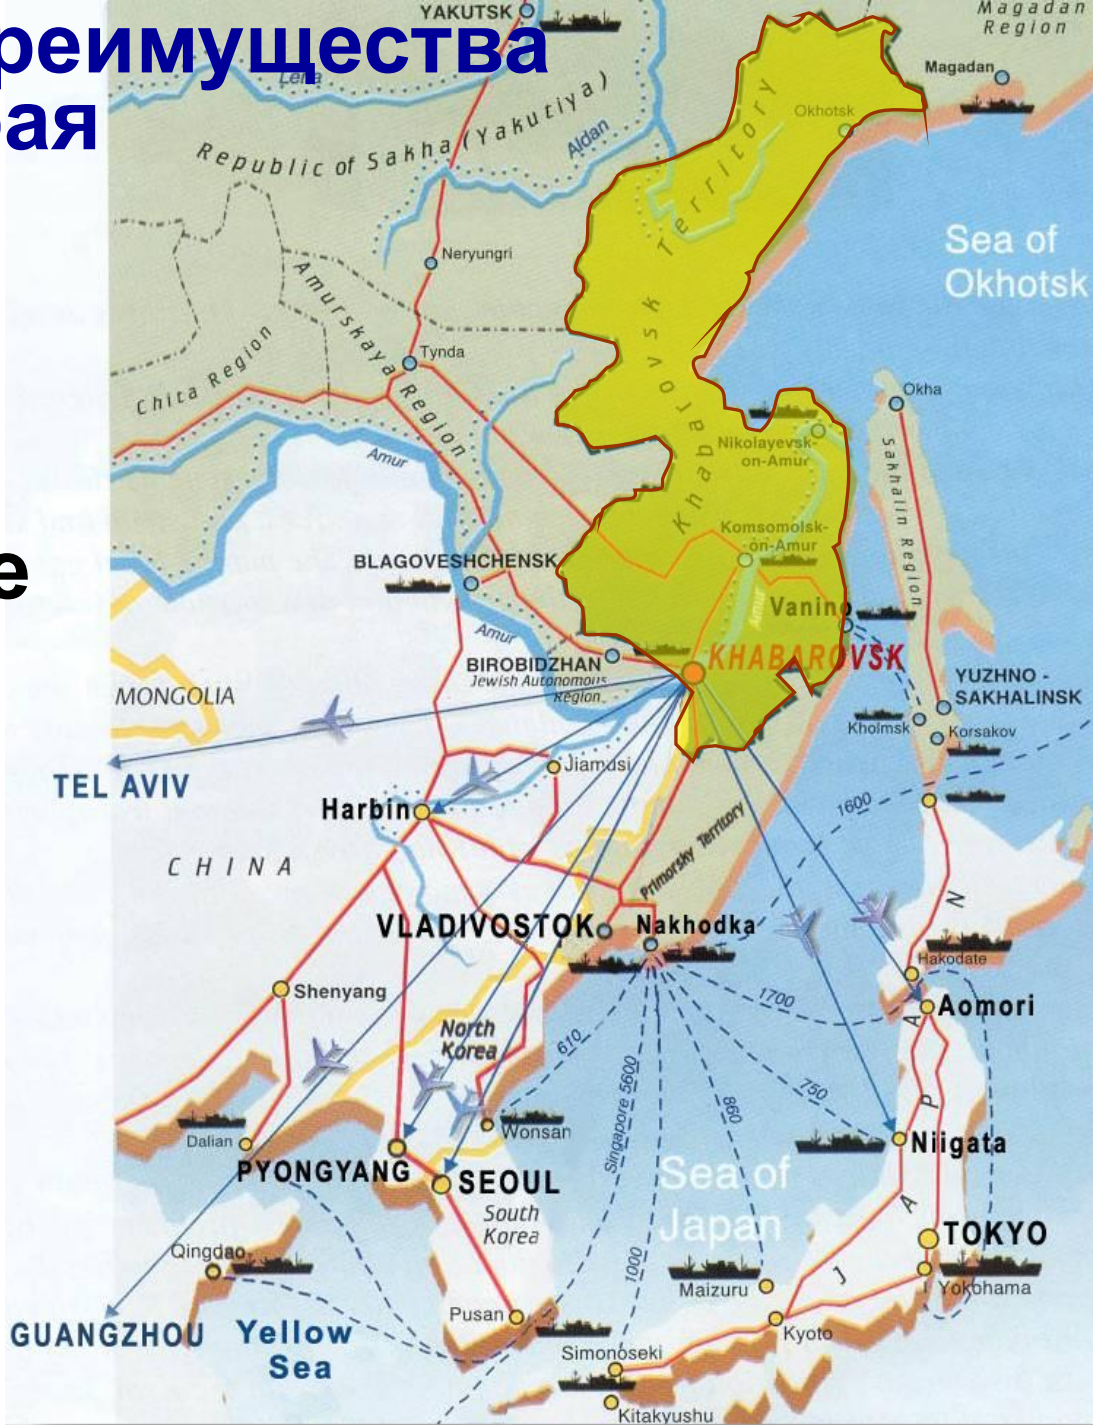 YAKUTSK
реимущества
рая
Magadan
Region
Magadan
Lena
Republic of Sakha (Yakutiya)
Aldan
Okhotsk
Khabarovsk Territory
Sea of
Okhotsk
Neryungri
Amurskaya Region
Tynda
Chita Region
Okha
Nikolayevsk-
on-Amur
Sakhalin Region
Amur
Komsomolsk-
on-Amur
е
BLAGOVESHCHENSK
Amur
Vanino
Amur
BIROBIDZHAN
Jewish Autonomous
Region
KHABAROVSK
MONGOLIA
YUZHNO -
SAKHALINSK
Kholmsk
Korsakov
TEL AVIV
Jiamusi
Harbin
1600
CHINA
Primorsky Territory
VLADIVOSTOK
Nakhodka
Hakodate
Shenyang
1700
Aomori
North
Korea
610
Singapore 5600
860
750
JAPAN
Wonsan
Dalian
PYONGYANG
Niigata
SEOUL
South
Korea
Sea of
Japan
TOKYO
Qingdao
1000
Maizuru
Yokohama
Pusan
GUANGZHOU
Yellow
Sea
Kyoto
Simonoseki
Kitakyushu